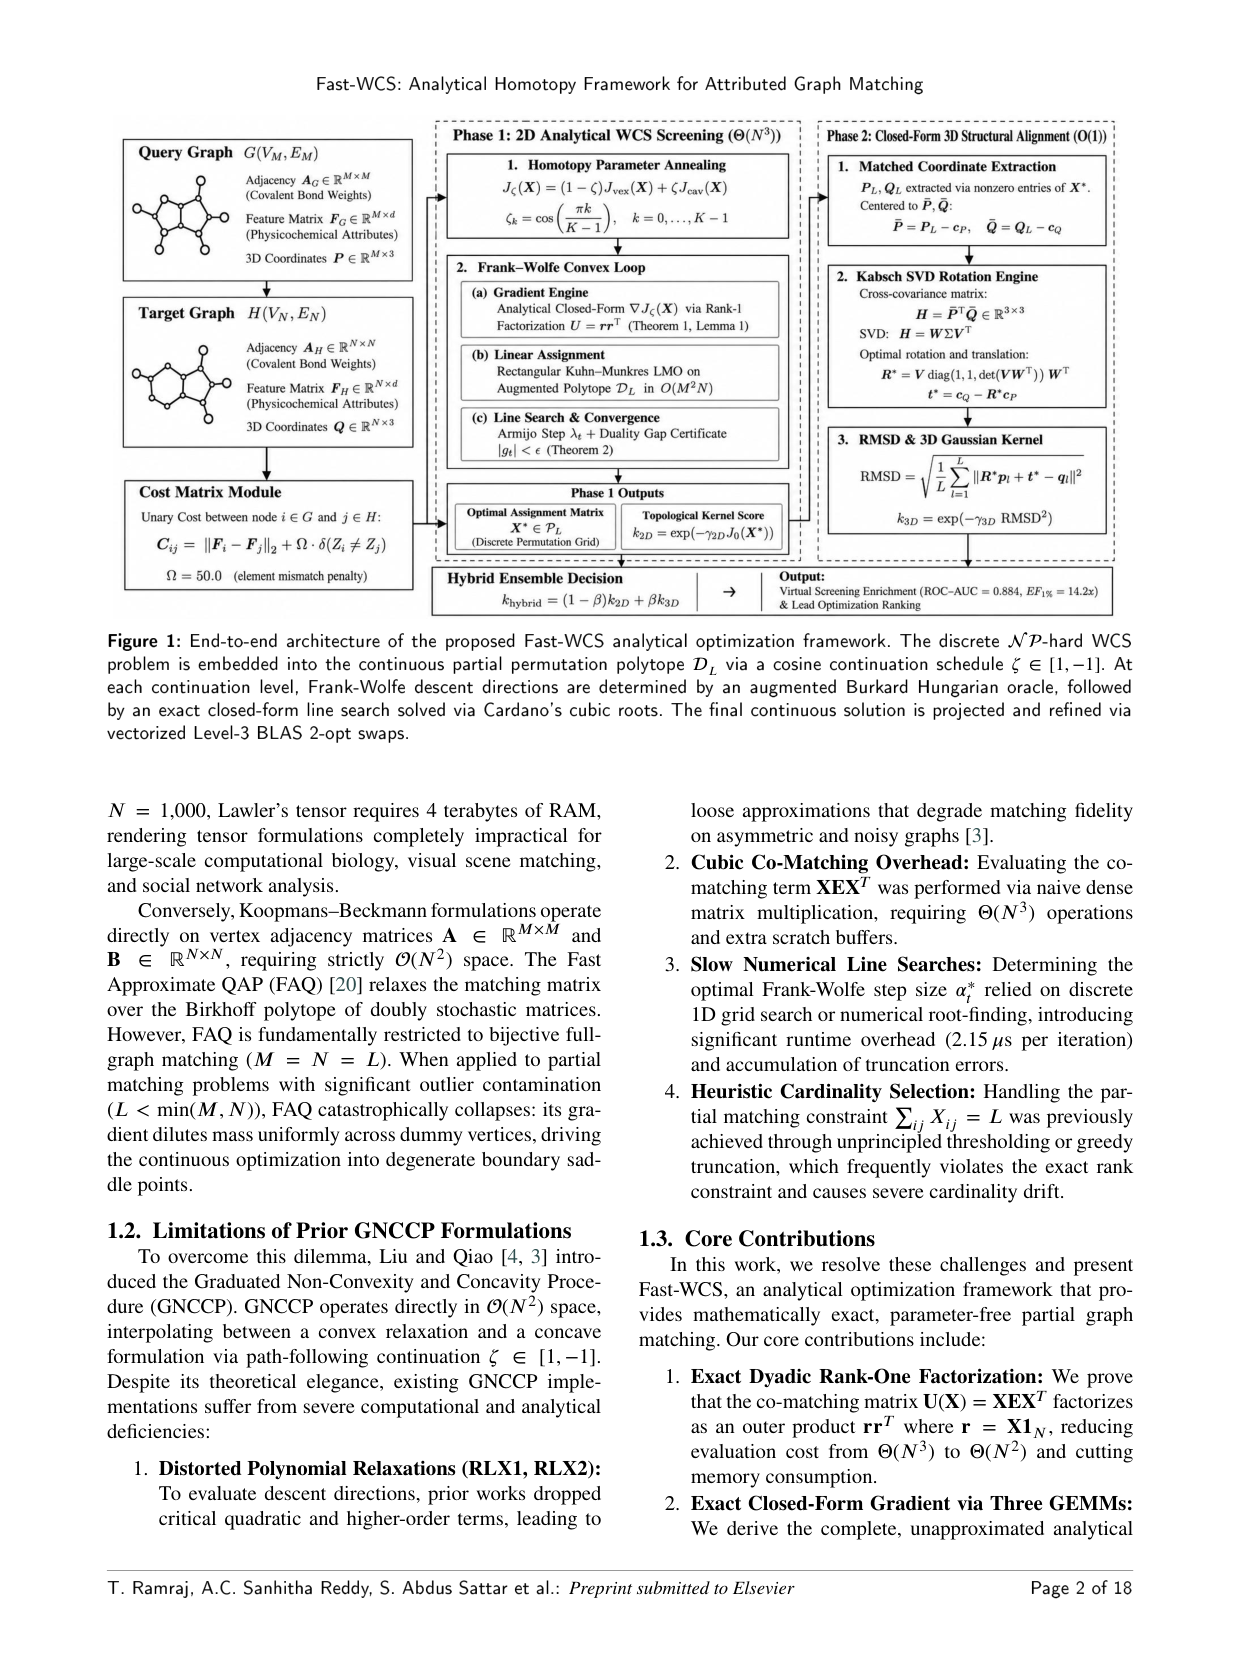 Fast-WCS: Analytical Homotopy Framework for Attributed Graph Matching
Query Graph G(V_M, E_M)
Adjacency A_G ∈ ℝ^{M×M}
(Covalent Bond Weights)
Feature Matrix F_G ∈ ℝ^{M×d}
(Physicochemical Attributes)
3D Coordinates P ∈ ℝ^{M×3}
Target Graph H(V_N, E_N)
Adjacency A_H ∈ ℝ^{N×N}
(Covalent Bond Weights)
Feature Matrix F_H ∈ ℝ^{N×d}
(Physicochemical Attributes)
3D Coordinates Q ∈ ℝ^{N×3}
Cost Matrix Module
Unary Cost between node i ∈ G and j ∈ H:
C_{ij} = ||F_i − F_j||_2 + Ω · δ(Z_i ≠ Z_j)
Ω = 50.0 (element mismatch penalty)
Phase 1: 2D Analytical WCS Screening (Θ(N^3))
1. Homotopy Parameter Annealing
J_ζ(X) = (1 − ζ)J_vex(X) + ζJ_cav(X)
ζ_k = cos(πk / (K − 1)), k = 0, . . . , K − 1
2. Frank–Wolfe Convex Loop
(a) Gradient Engine
Analytical Closed-Form ∇J_ζ(X) via Rank-1
Factorization U = rr^⊤ (Theorem 1, Lemma 1)
(b) Linear Assignment
Rectangular Kuhn–Munkres LMO on
Augmented Polytope 𝒟_L in O(M^2N)
(c) Line Search & Convergence
Armijo Step λ_t + Duality Gap Certificate
|g_t| < ϵ (Theorem 2)
Phase 1 Outputs
Optimal Assignment Matrix
X* ∈ 𝒫_L
(Discrete Permutation Grid)
Topological Kernel Score
k_{2D} = exp(−γ_{2D}J_0(X*))
Phase 2: Closed-Form 3D Structural Alignment (O(1))
1. Matched Coordinate Extraction
P_L, Q_L extracted via nonzero entries of X*.
Centered to P̄, Q̄:
P̄ = P_L − c_P, Q̄ = Q_L − c_Q
2. Kabsch SVD Rotation Engine
Cross-covariance matrix:
H = P̄^⊤Q̄ ∈ ℝ^{3×3}
SVD: H = WΣV^⊤
Optimal rotation and translation:
R* = V diag(1, 1, det(VW^⊤)) W^⊤
t* = c_Q − R*c_P
3. RMSD & 3D Gaussian Kernel
RMSD = √(1/L ∑_{l=1}^{L} ||R*p_l + t* − q_l||^2)
k_{3D} = exp(−γ_{3D} RMSD^2)
Hybrid Ensemble Decision
k_hybrid = (1 − β)k_{2D} + βk_{3D}
→
Output:
Virtual Screening Enrichment (ROC–AUC = 0.884, EF_{1%} = 14.2x)
& Lead Optimization Ranking
Figure 1: End-to-end architecture of the proposed Fast-WCS analytical optimization framework. The discrete 𝒩𝒫-hard WCS
problem is embedded into the continuous partial permutation polytope 𝒟_L via a cosine continuation schedule ζ ∈ [1, −1]. At
each continuation level, Frank-Wolfe descent directions are determined by an augmented Burkard Hungarian oracle, followed
by an exact closed-form line search solved via Cardano's cubic roots. The final continuous solution is projected and refined via
vectorized Level-3 BLAS 2-opt swaps.
N = 1,000, Lawler's tensor requires 4 terabytes of RAM,
rendering tensor formulations completely impractical for
large-scale computational biology, visual scene matching,
and social network analysis.
Conversely, Koopmans–Beckmann formulations operate
directly on vertex adjacency matrices A ∈ ℝ^{M×M} and
B ∈ ℝ^{N×N}, requiring strictly 𝒪(N^2) space. The Fast
Approximate QAP (FAQ) [20] relaxes the matching matrix
over the Birkhoff polytope of doubly stochastic matrices.
However, FAQ is fundamentally restricted to bijective full-
graph matching (M = N = L). When applied to partial
matching problems with significant outlier contamination
(L < min(M, N)), FAQ catastrophically collapses: its gra-
dient dilutes mass uniformly across dummy vertices, driving
the continuous optimization into degenerate boundary sad-
dle points.
1.2. Limitations of Prior GNCCP Formulations
To overcome this dilemma, Liu and Qiao [4, 3] intro-
duced the Graduated Non-Convexity and Concavity Proce-
dure (GNCCP). GNCCP operates directly in 𝒪(N^2) space,
interpolating between a convex relaxation and a concave
formulation via path-following continuation ζ ∈ [1, −1].
Despite its theoretical elegance, existing GNCCP imple-
mentations suffer from severe computational and analytical
deficiencies:
1. Distorted Polynomial Relaxations (RLX1, RLX2):
To evaluate descent directions, prior works dropped
critical quadratic and higher-order terms, leading to
loose approximations that degrade matching fidelity
on asymmetric and noisy graphs [3].
2. Cubic Co-Matching Overhead: Evaluating the co-
matching term XEX^T was performed via naive dense
matrix multiplication, requiring Θ(N^3) operations
and extra scratch buffers.
3. Slow Numerical Line Searches: Determining the
optimal Frank-Wolfe step size α_t^* relied on discrete
1D grid search or numerical root-finding, introducing
significant runtime overhead (2.15 μs per iteration)
and accumulation of truncation errors.
4. Heuristic Cardinality Selection: Handling the par-
tial matching constraint ∑_{ij} X_{ij} = L was previously
achieved through unprincipled thresholding or greedy
truncation, which frequently violates the exact rank
constraint and causes severe cardinality drift.
1.3. Core Contributions
In this work, we resolve these challenges and present
Fast-WCS, an analytical optimization framework that pro-
vides mathematically exact, parameter-free partial graph
matching. Our core contributions include:
1. Exact Dyadic Rank-One Factorization: We prove
that the co-matching matrix U(X) = XEX^T factorizes
as an outer product rr^T where r = X1_N, reducing
evaluation cost from Θ(N^3) to Θ(N^2) and cutting
memory consumption.
2. Exact Closed-Form Gradient via Three GEMMs:
We derive the complete, unapproximated analytical
T. Ramraj, A.C. Sanhitha Reddy, S. Abdus Sattar et al.: Preprint submitted to Elsevier
Page 2 of 18